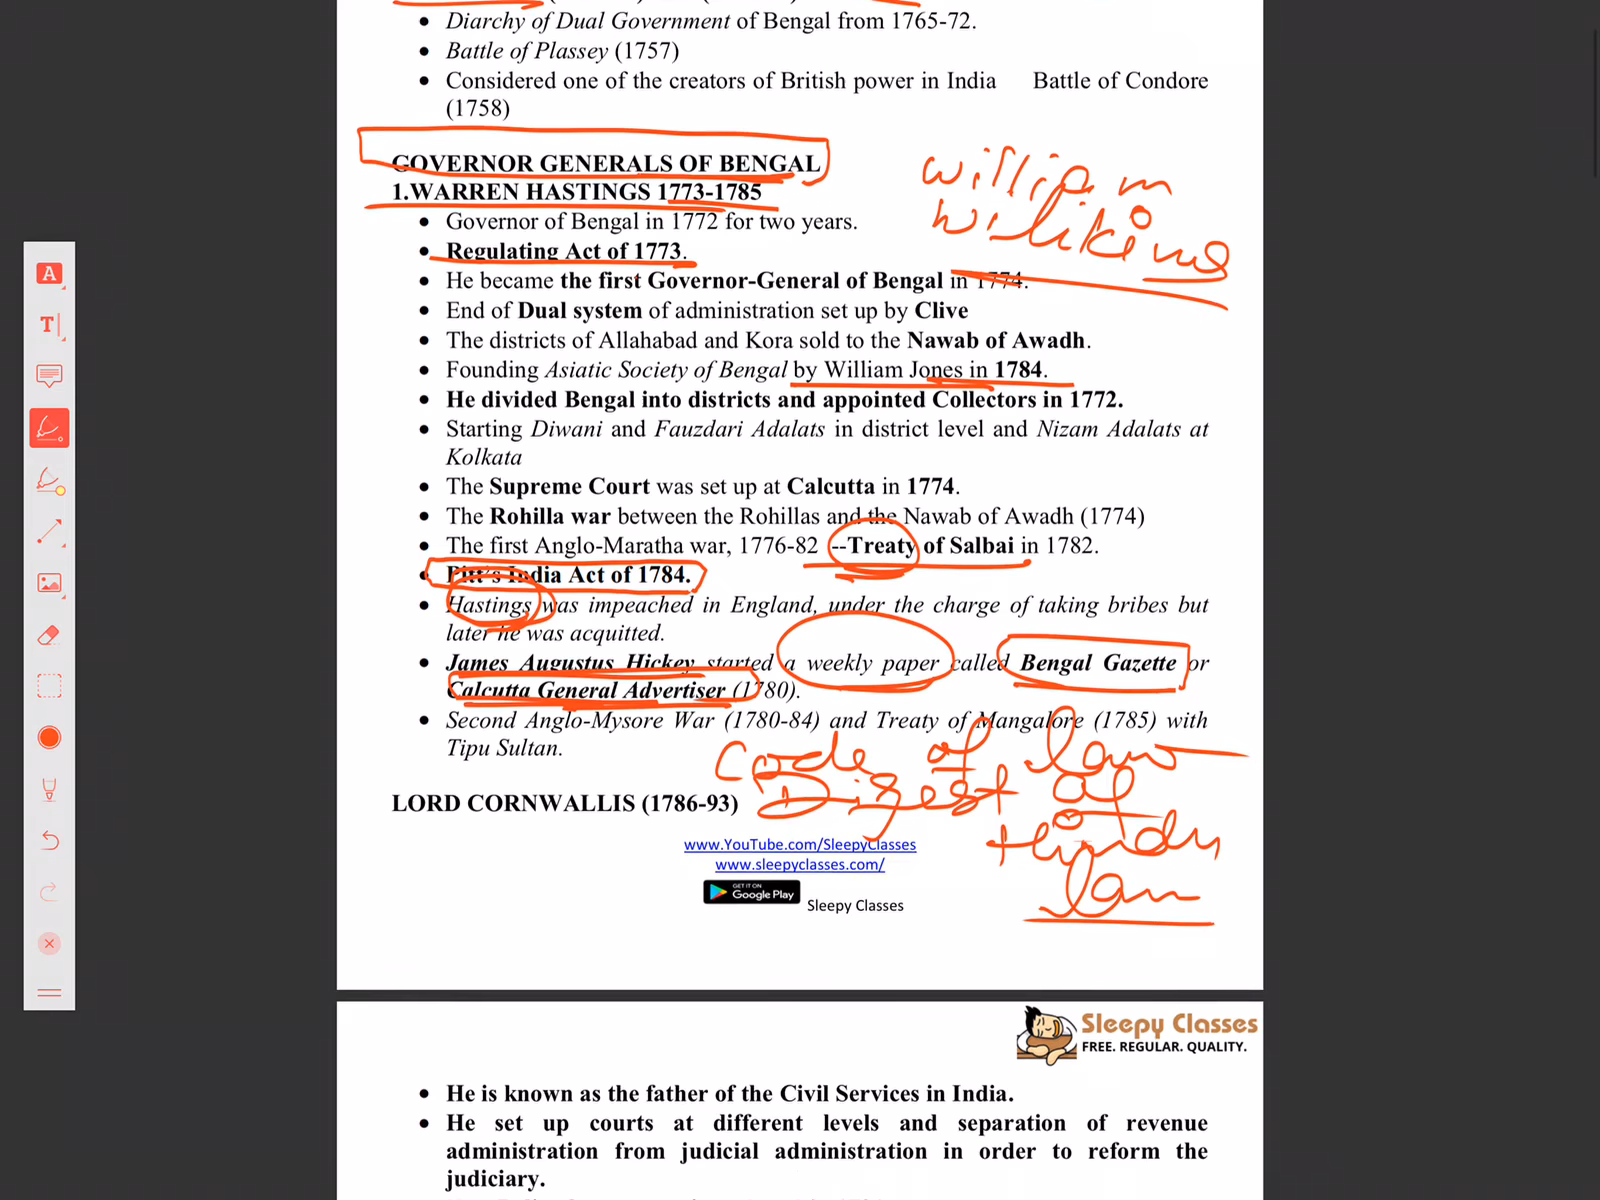 • Diarchy of Dual Government of Bengal from 1765-72.
• Battle of Plassey (1757)
• Considered one of the creators of British power in India Battle of Condore
(1758)
GOVERNOR GENERALS OF BENGAL
1.WARREN HASTINGS 1773-1785
• Governor of Bengal in 1772 for two years.
• Regulating Act of 1773.
• He became the first Governor-General of Bengal in 1774.
• End of Dual system of administration set up by Clive
• The districts of Allahabad and Kora sold to the Nawab of Awadh.
• Founding Asiatic Society of Bengal by William Jones in 1784.
• He divided Bengal into districts and appointed Collectors in 1772.
• Starting Diwani and Fauzdari Adalats in district level and Nizam Adalats at
Kolkata
• The Supreme Court was set up at Calcutta in 1774.
• The Rohilla war between the Rohillas and the Nawab of Awadh (1774)
• The first Anglo-Maratha war, 1776-82 --Treaty of Salbai in 1782.
• Pitt's India Act of 1784.
• Hastings was impeached in England, under the charge of taking bribes but
later he was acquitted.
• James Augustus Hickey started a weekly paper called Bengal Gazette or
Calcutta General Advertiser (1780).
• Second Anglo-Mysore War (1780-84) and Treaty of Mangalore (1785) with
Tipu Sultan.
LORD CORNWALLIS (1786-93)
William
Code of law
Digest of
Hindu
law
www.YouTube.com/SleepyClasses
www.sleepyclasses.com/
GET IT ON
Google Play
Sleepy Classes
Sleepy Classes
FREE. REGULAR. QUALITY.
• He is known as the father of the Civil Services in India.
• He set up courts at different levels and separation of revenue
administration from judicial administration in order to reform the
judiciary.
A
T